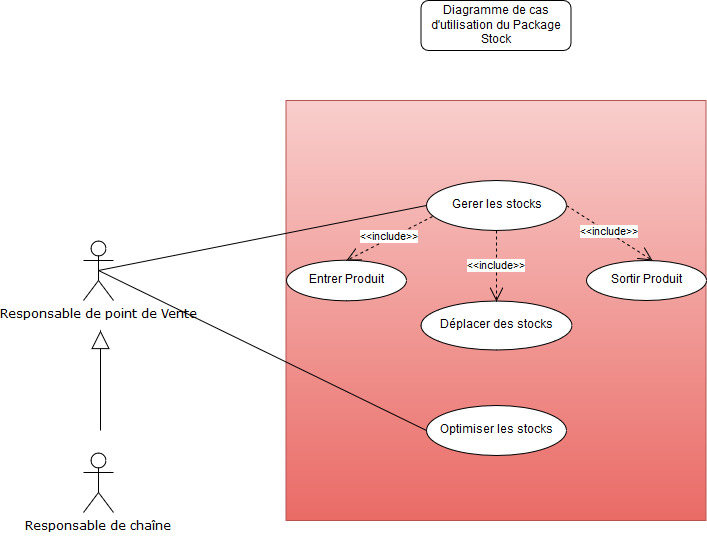 Diagramme de cas
d'utilisation du Package
Stock
Gerer les stocks
<<include>>
<<include>>
<<include>>
Entrer Produit
Sortir Produit
Responsable de point de Vente
Déplacer des stocks
Optimiser les stocks
Responsable de chaîne